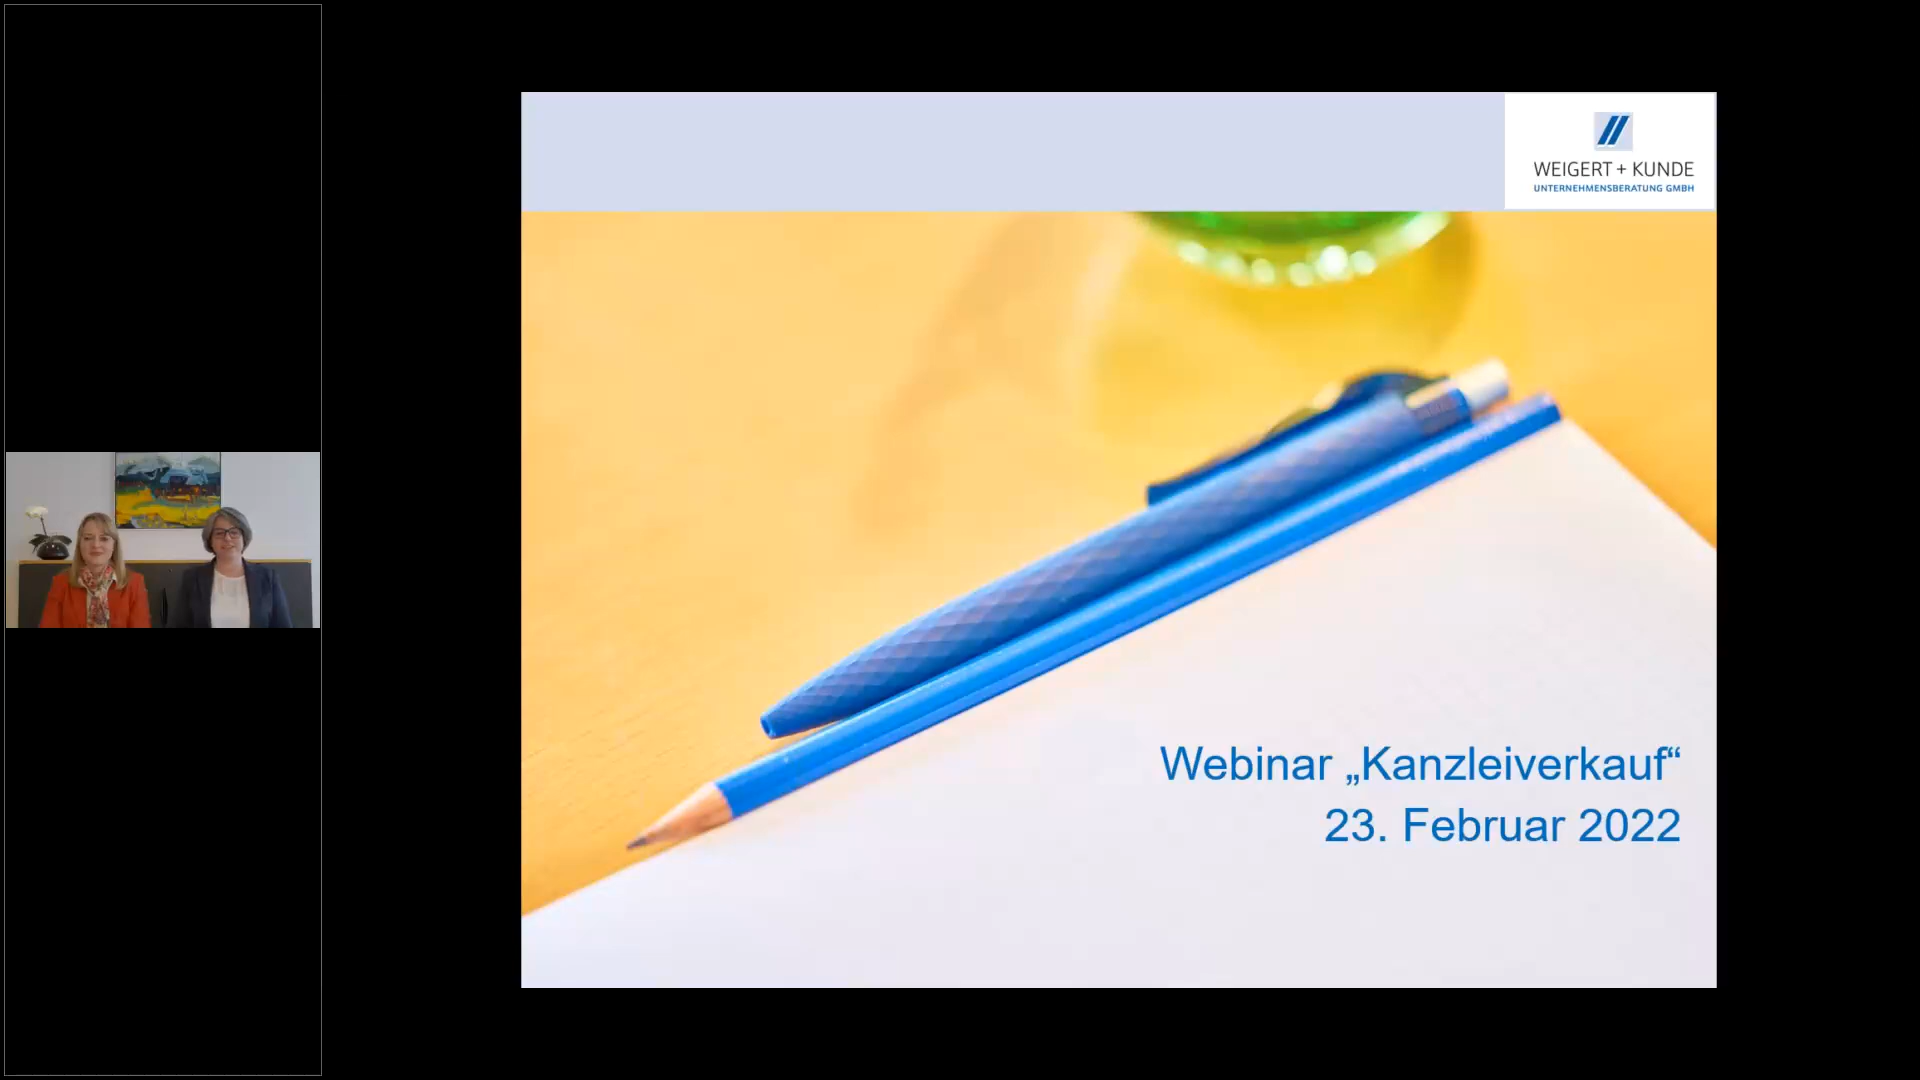 WEIGERT + KUNDE
UNTERNEHMENSBERATUNG GMBH
Webinar „Kanzleiverkauf“
23. Februar 2022